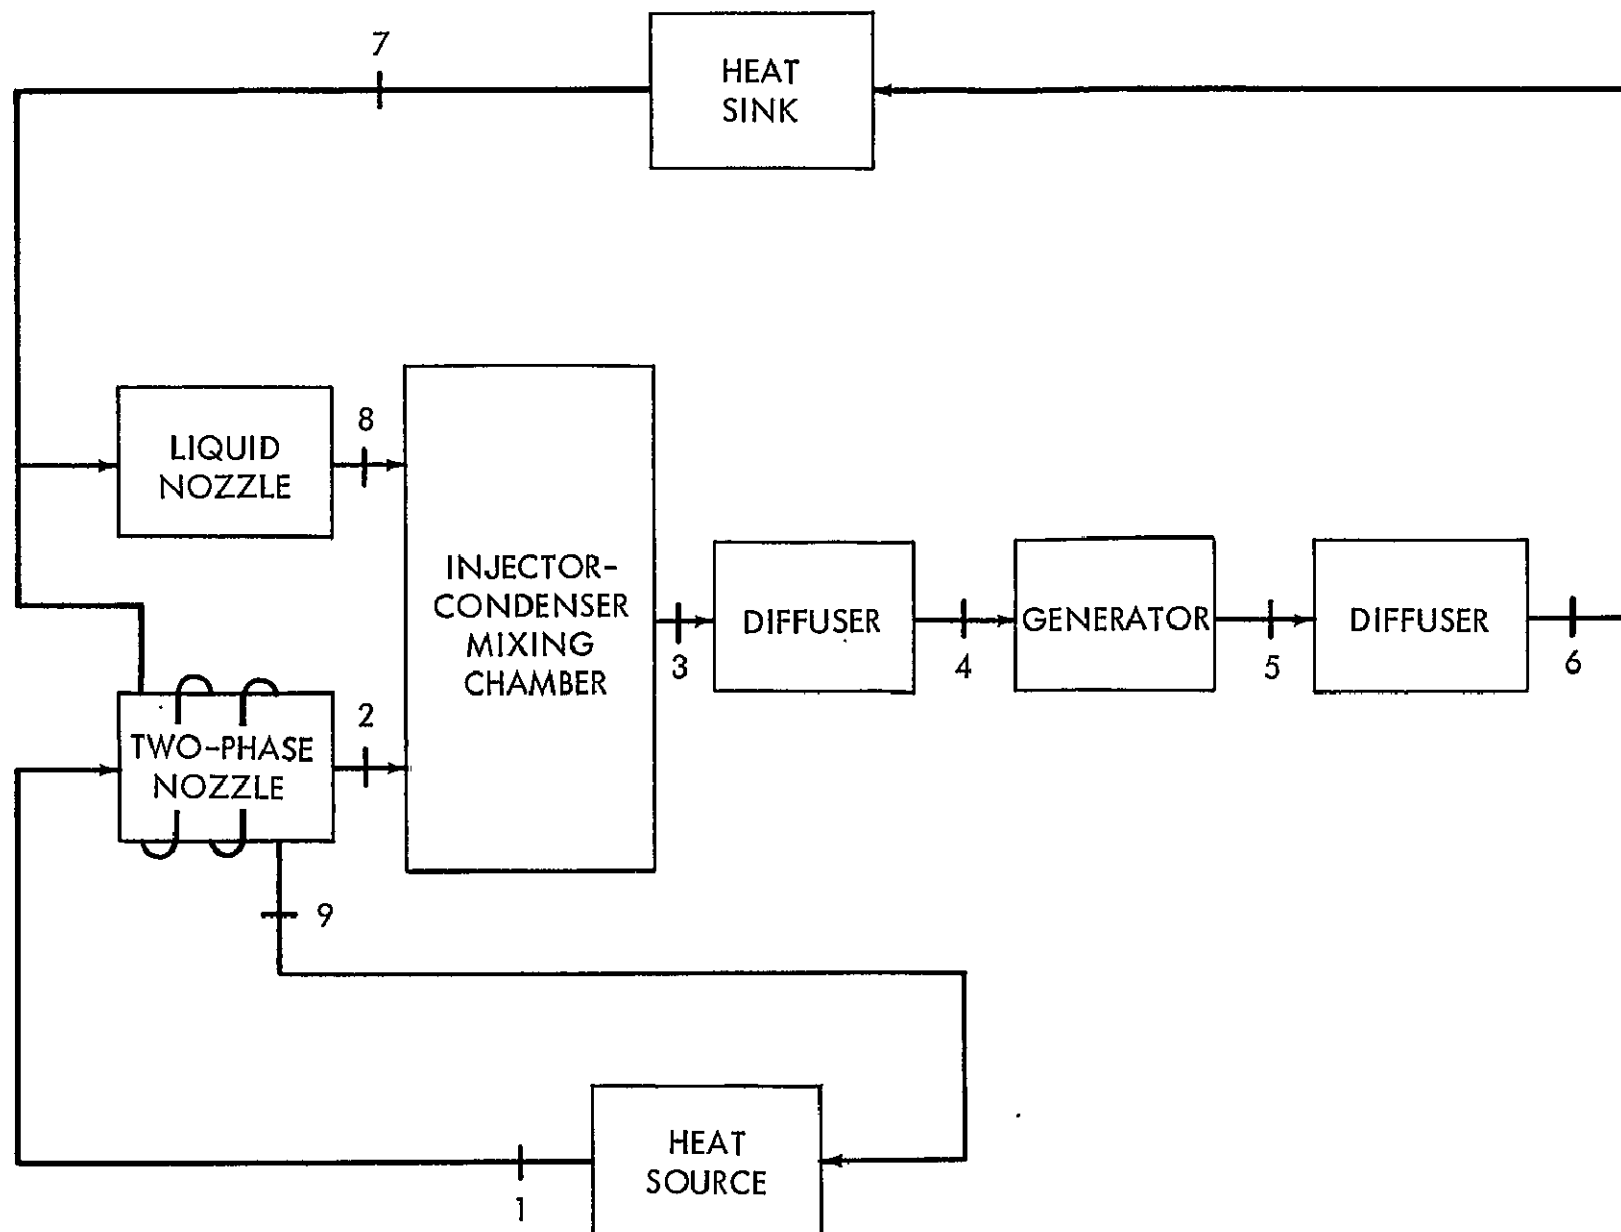 7
HEAT
SINK
8
LIQUID
NOZZLE
INJECTOR-
CONDENSER
MIXING
CHAMBER
3
DIFFUSER
4
GENERATOR
5
DIFFUSER
6
2
TWO-PHASE
NOZZLE
9
HEAT
SOURCE
1